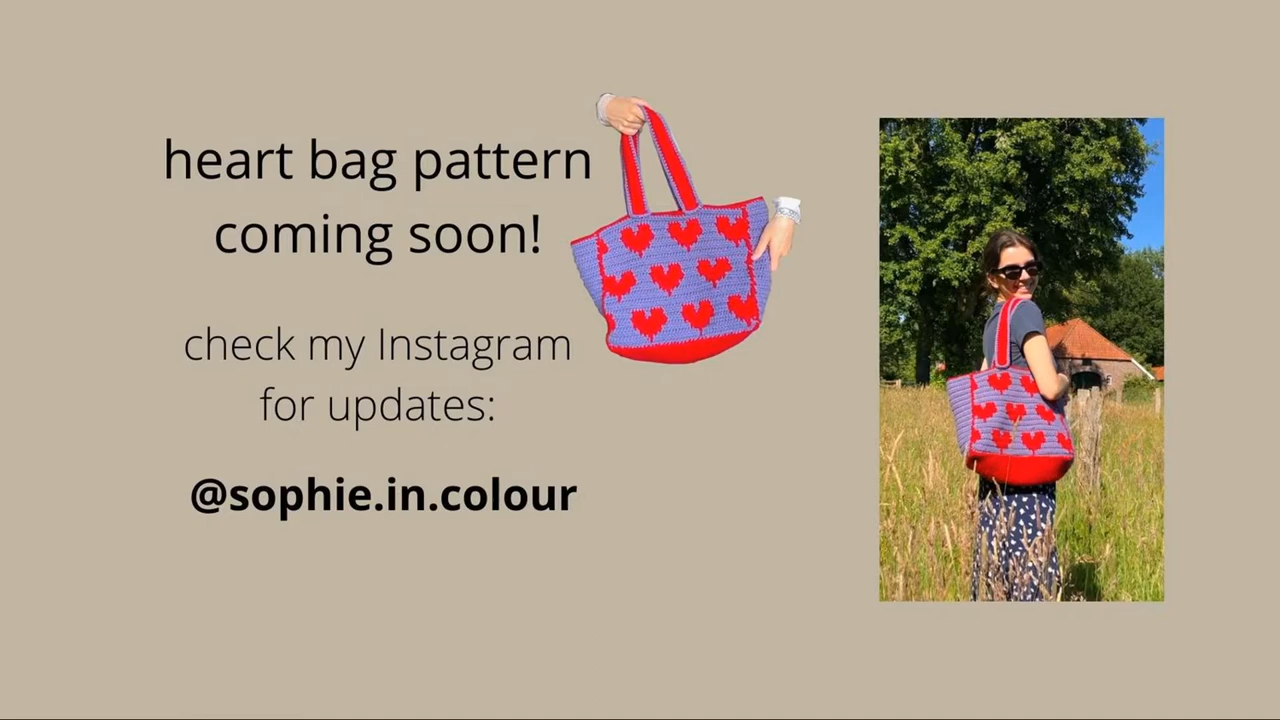 heart bag pattern
coming soon!
check my Instagram
for updates:
@sophie.in.colour